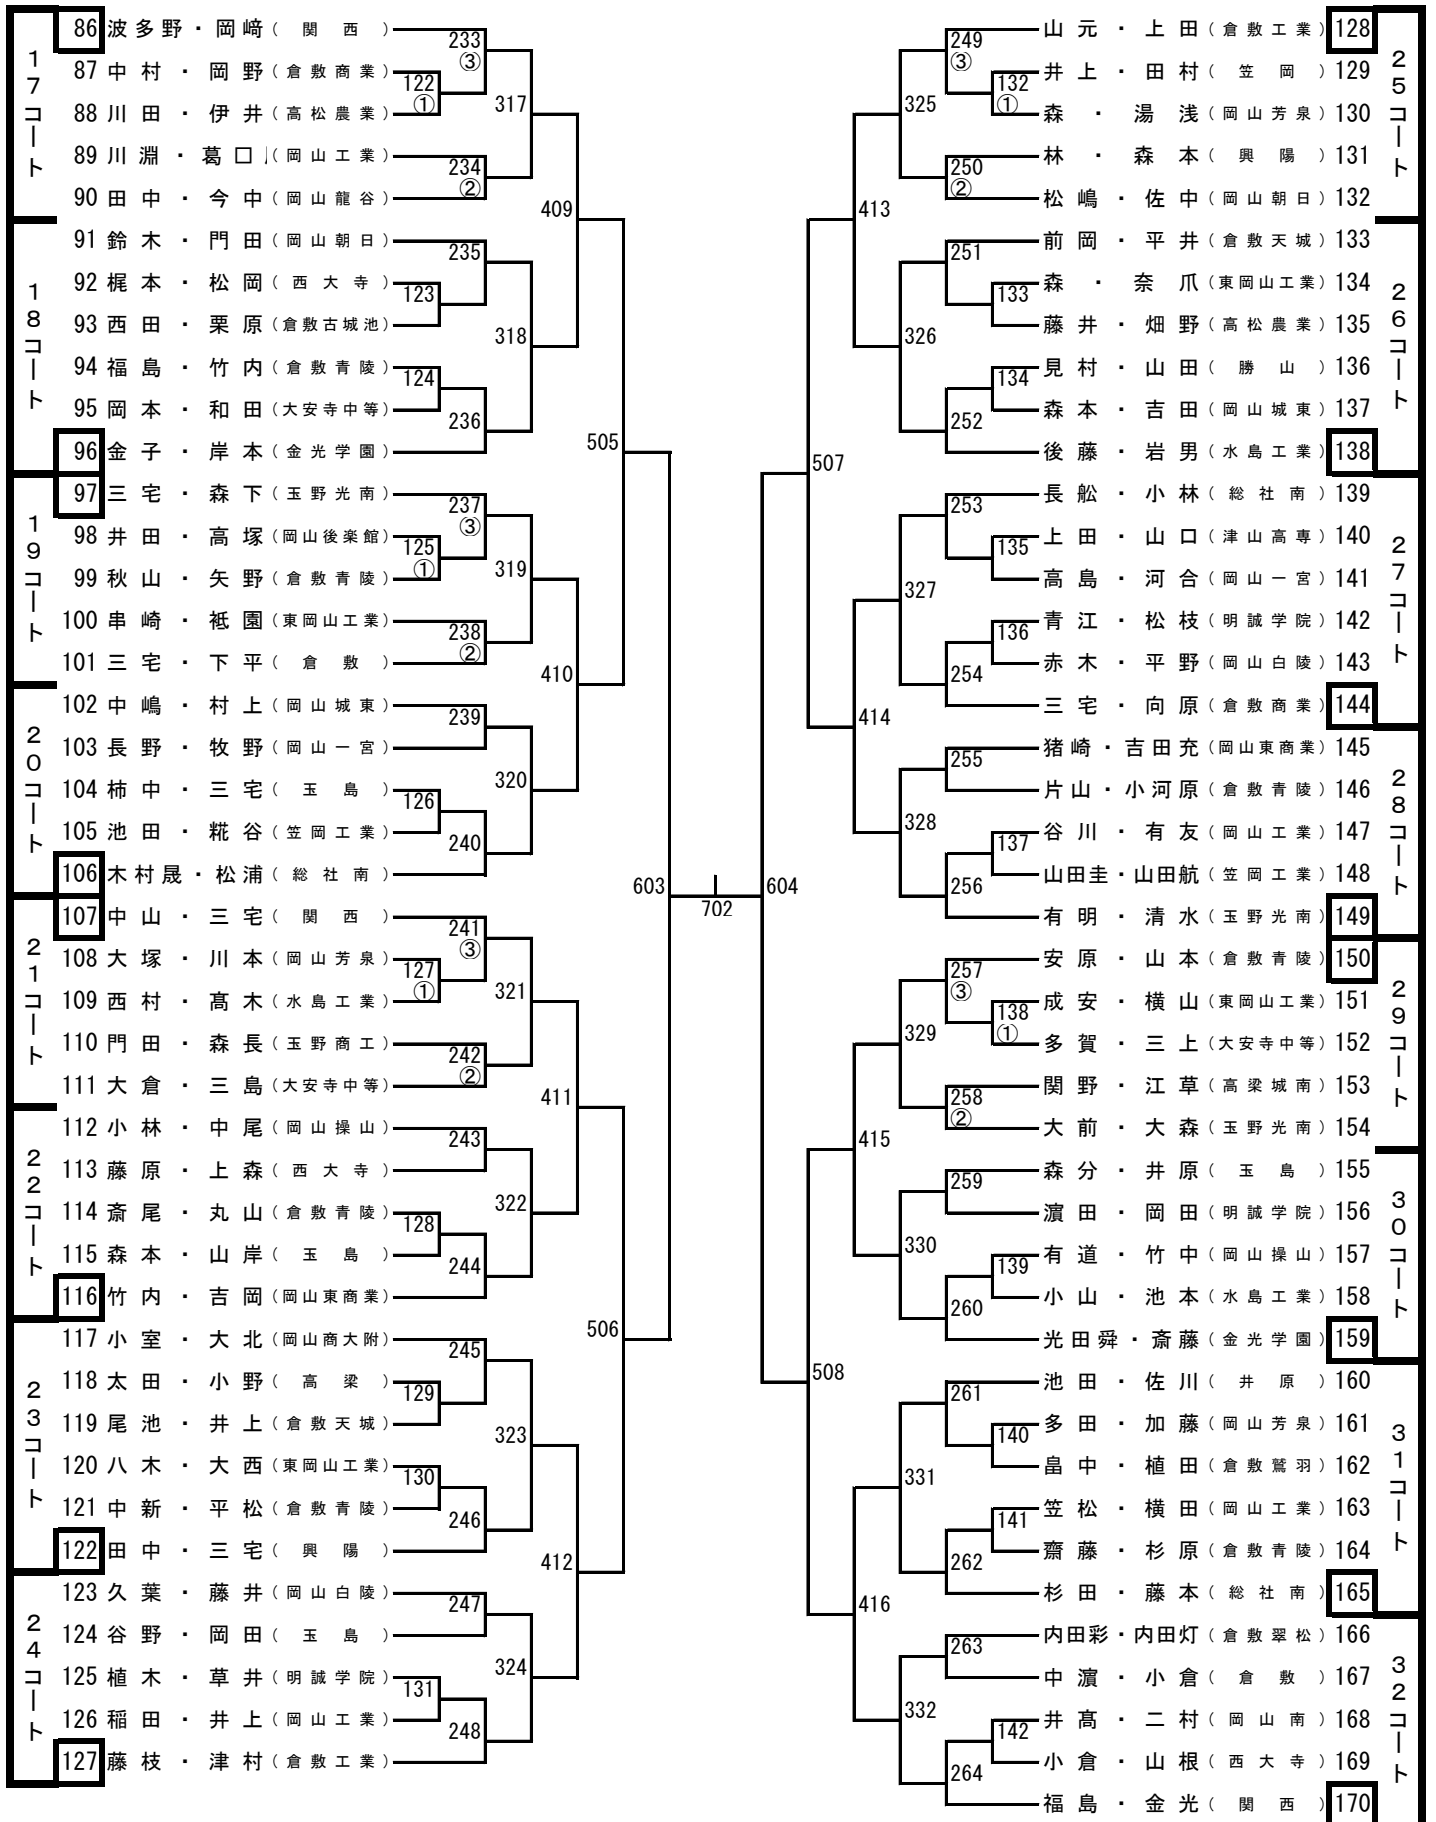 17コート
86 波多野・岡﨑（関西）
87 中村・岡野（倉敷商業）
88 川田・伊井（高松農業）
89 川淵・葛口（岡山工業）
90 田中・今中（岡山龍谷）
18コート
91 鈴木・門田（岡山朝日）
92 梶本・松岡（西大寺）
93 西田・栗原（倉敷古城池）
94 福島・竹内（倉敷青陵）
95 岡本・和田（大安寺中等）
96 金子・岸本（金光学園）
19コート
97 三宅・森下（玉野光南）
98 井田・高塚（岡山後楽館）
99 秋山・矢野（倉敷青陵）
100 串崎・祗園（東岡山工業）
101 三宅・下平（倉敷）
20コート
102 中嶋・村上（岡山城東）
103 長野・牧野（岡山一宮）
104 柿中・三宅（玉島）
105 池田・糀谷（笠岡工業）
106 木村晟・松浦（総社南）
21コート
107 中山・三宅（関西）
108 大塚・川本（岡山芳泉）
109 西村・髙木（水島工業）
110 門田・森長（玉野商工）
111 大倉・三島（大安寺中等）
22コート
112 小林・中尾（岡山操山）
113 藤原・上森（西大寺）
114 斎尾・丸山（倉敷青陵）
115 森本・山岸（玉島）
116 竹内・吉岡（岡山東商業）
23コート
117 小室・大北（岡山商大附）
118 太田・小野（高梁）
119 尾池・井上（倉敷天城）
120 八木・大西（東岡山工業）
121 中新・平松（倉敷青陵）
122 田中・三宅（興陽）
24コート
123 久葉・藤井（岡山白陵）
124 谷野・岡田（玉島）
125 植木・草井（明誠学院）
126 稲田・井上（岡山工業）
127 藤枝・津村（倉敷工業）
122
①
123
124
125
①
126
127
①
128
129
130
131
233
③
234
②
235
236
237
③
238
②
239
240
241
③
242
②
243
244
245
246
247
248
317
318
319
320
321
322
323
324
409
410
411
412
505
506
603
702
604
507
508
413
414
415
416
325
326
327
328
329
330
331
332
249
③
250
②
251
252
253
254
255
256
257
③
258
②
259
260
261
262
263
264
132
①
133
134
135
136
137
138
①
139
140
141
142
25コート
山元・上田（倉敷工業）128
井上・田村（笠岡）129
森・湯浅（岡山芳泉）130
林・森本（興陽）131
松嶋・佐中（岡山朝日）132
26コート
前岡・平井（倉敷天城）133
森・奈爪（東岡山工業）134
藤井・畑野（高松農業）135
見村・山田（勝山）136
森本・吉田（岡山城東）137
後藤・岩男（水島工業）138
27コート
長舩・小林（総社南）139
上田・山口（津山高専）140
高島・河合（岡山一宮）141
青江・松枝（明誠学院）142
赤木・平野（岡山白陵）143
三宅・向原（倉敷商業）144
28コート
猪崎・吉田充（岡山東商業）145
片山・小河原（倉敷青陵）146
谷川・有友（岡山工業）147
山田圭・山田航（笠岡工業）148
有明・清水（玉野光南）149
29コート
安原・山本（倉敷青陵）150
成安・横山（東岡山工業）151
多賀・三上（大安寺中等）152
関野・江草（高梁城南）153
大前・大森（玉野光南）154
30コート
森分・井原（玉島）155
濵田・岡田（明誠学院）156
有道・竹中（岡山操山）157
小山・池本（水島工業）158
光田舜・斎藤（金光学園）159
31コート
池田・佐川（井原）160
多田・加藤（岡山芳泉）161
畠中・植田（倉敷鷲羽）162
笠松・横田（岡山工業）163
齋藤・杉原（倉敷青陵）164
杉田・藤本（総社南）165
32コート
内田彩・内田灯（倉敷翠松）166
中濵・小倉（倉敷）167
井髙・二村（岡山南）168
小倉・山根（西大寺）169
福島・金光（関西）170